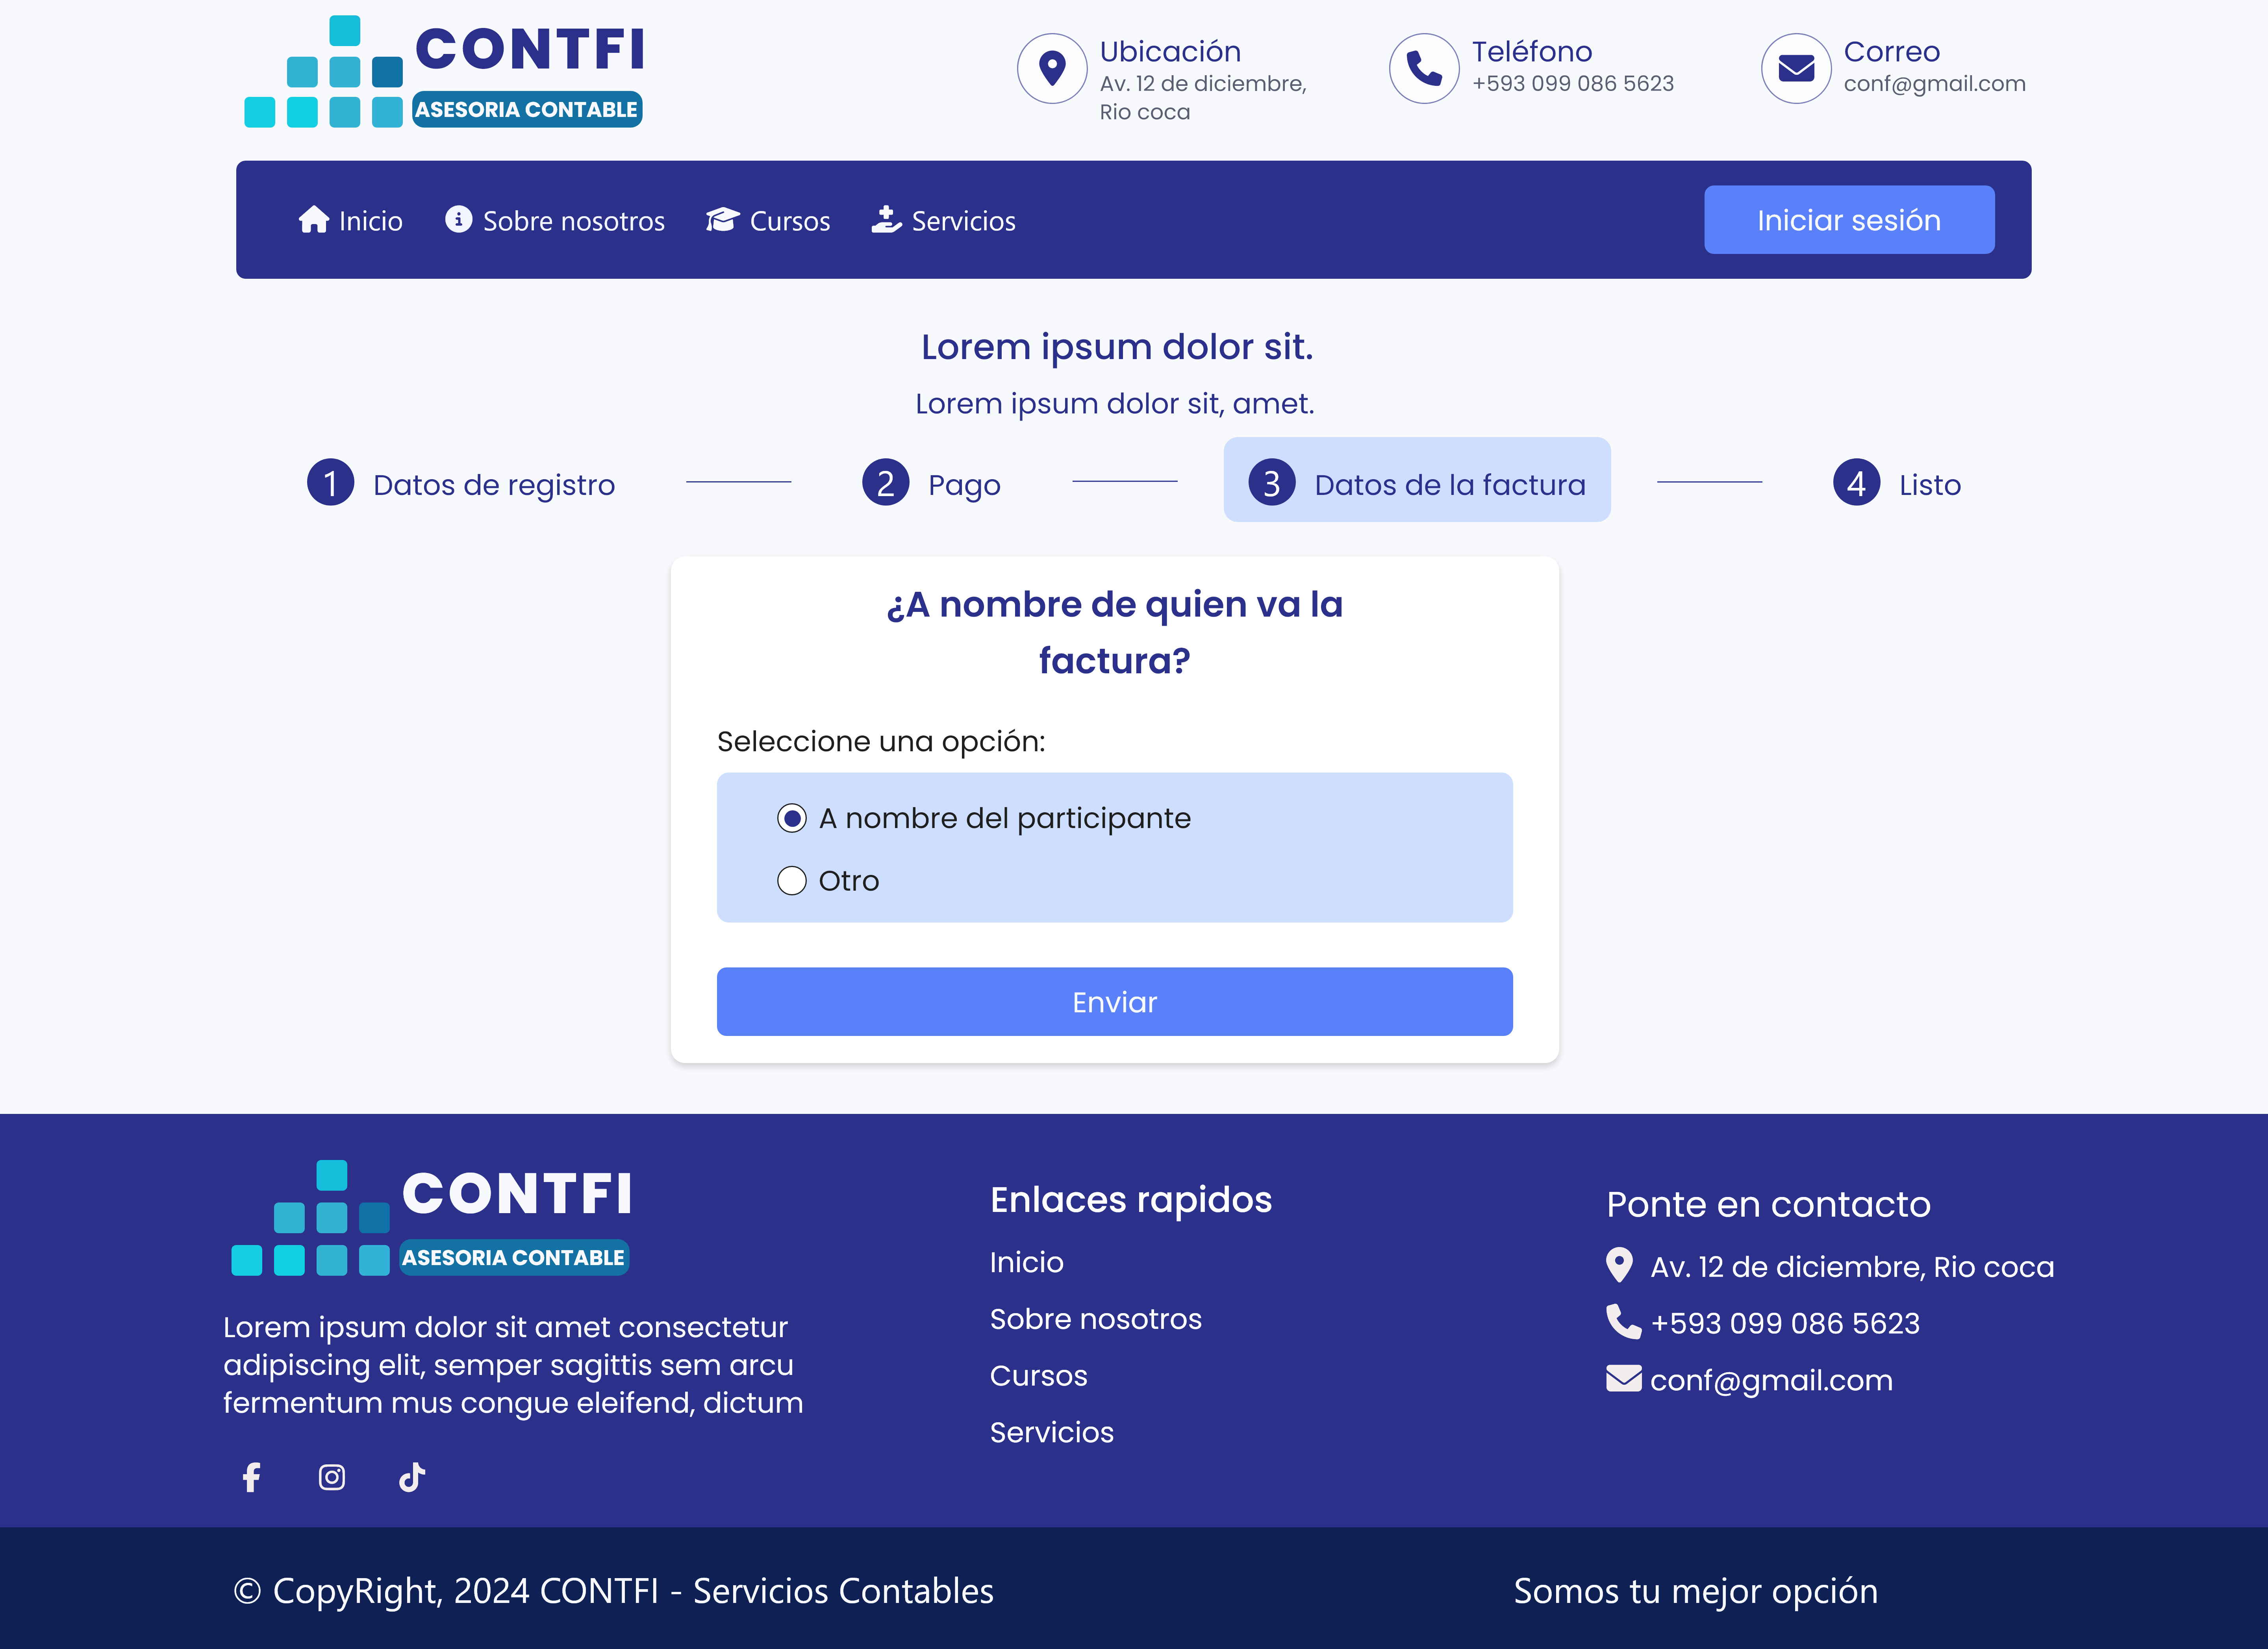 CONTFI
ASESORIA CONTABLE
Ubicación
Av. 12 de diciembre,
Rio coca
Teléfono
+593 099 086 5623
Correo
conf@gmail.com
Inicio
Sobre nosotros
Cursos
Servicios
Iniciar sesión
Lorem ipsum dolor sit.
Lorem ipsum dolor sit, amet.
1 Datos de registro
2 Pago
3 Datos de la factura
4 Listo
¿A nombre de quien va la
factura?
Seleccione una opción:
A nombre del participante
Otro
Enviar
CONTFI
ASESORIA CONTABLE
Lorem ipsum dolor sit amet consectetur
adipiscing elit, semper sagittis sem arcu
fermentum mus congue eleifend, dictum
Enlaces rapidos
Inicio
Sobre nosotros
Cursos
Servicios
Ponte en contacto
Av. 12 de diciembre, Rio coca
+593 099 086 5623
conf@gmail.com
© CopyRight, 2024 CONTFI - Servicios Contables
Somos tu mejor opción